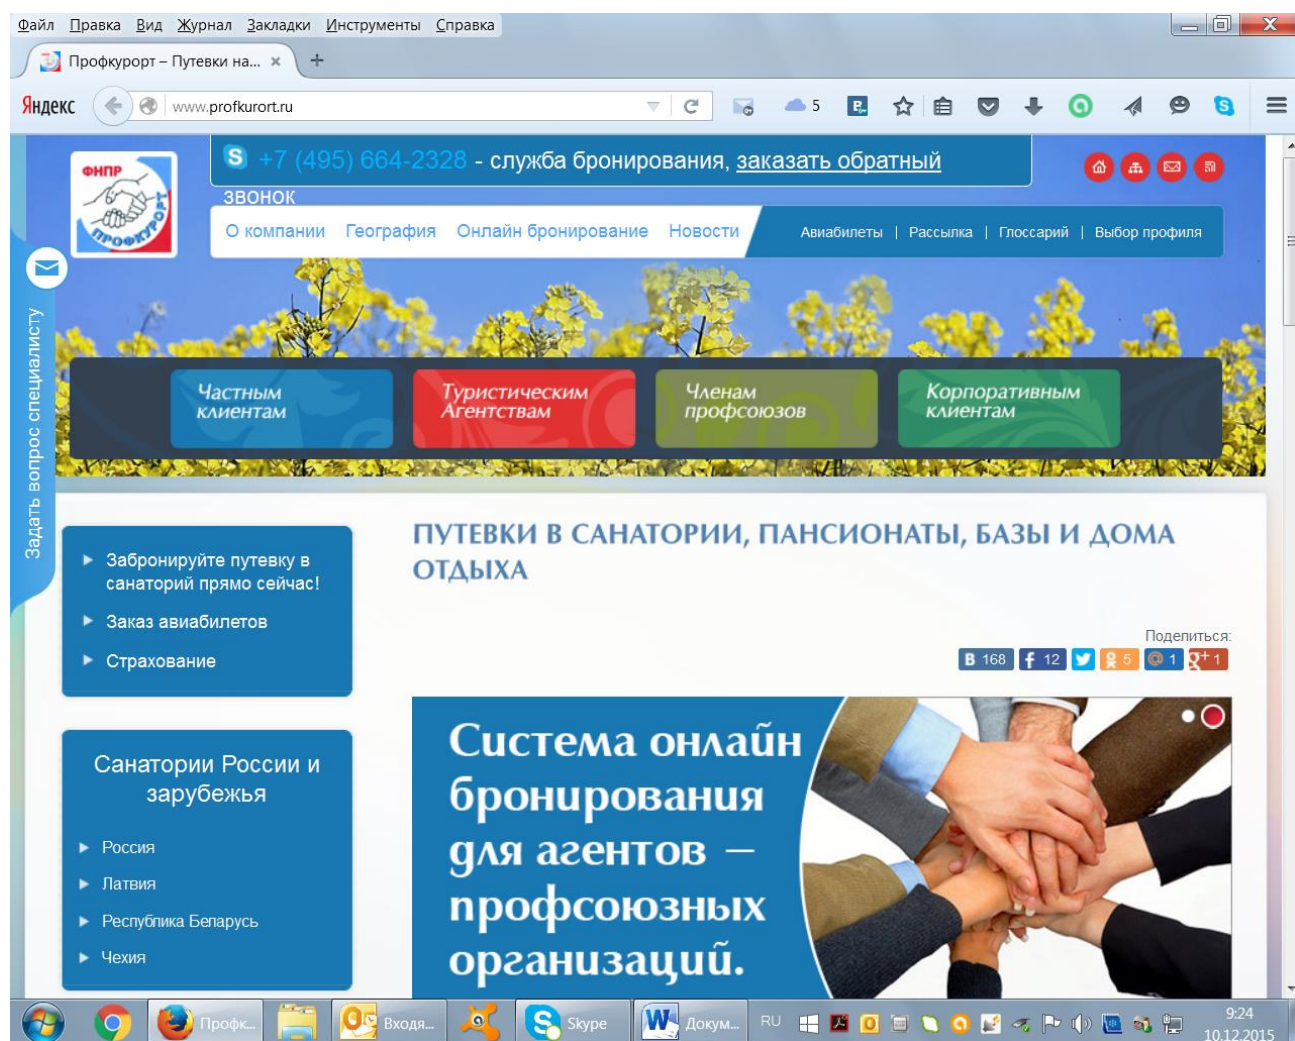 Файл Правка Вид Журнал Закладки Инструменты Справка
Профкурорт – Путевки на...
Яндекс
www.profkurort.ru
5
ФНПР
ПРОФКУРОРТ
+7 (495) 664-2328 - служба бронирования, заказать обратный
звонок
О компании География Онлайн бронирование Новости
Авиабилеты | Рассылка | Глоссарий | Выбор профиля
Задать вопрос специалисту
Частным
клиентам
Туристическим
Агентствам
Членам
профсоюзов
Корпоративным
клиентам
Забронируйте путевку в
санаторий прямо сейчас!
Заказ авиабилетов
Страхование
ПУТЕВКИ В САНАТОРИИ, ПАНСИОНАТЫ, БАЗЫ И ДОМА
ОТДЫХА
Поделиться:
B 168 f 12 5 @ 1 g+ 1
Санатории России и
зарубежья
Россия
Латвия
Республика Беларусь
Чехия
Система онлайн
бронирования
для агентов –
профсоюзных
организаций.
Профк...
Входя...
Skype
Докум...
RU
9:24
10.12.2015